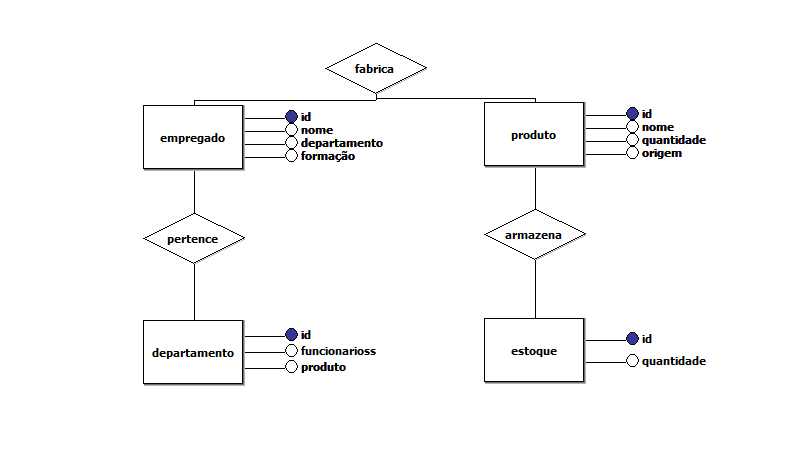 fabrica
empregado
id
nome
departamento
formação
produto
id
nome
quantidade
origem
pertence
armazena
departamento
id
funcionarioss
produto
estoque
id
quantidade